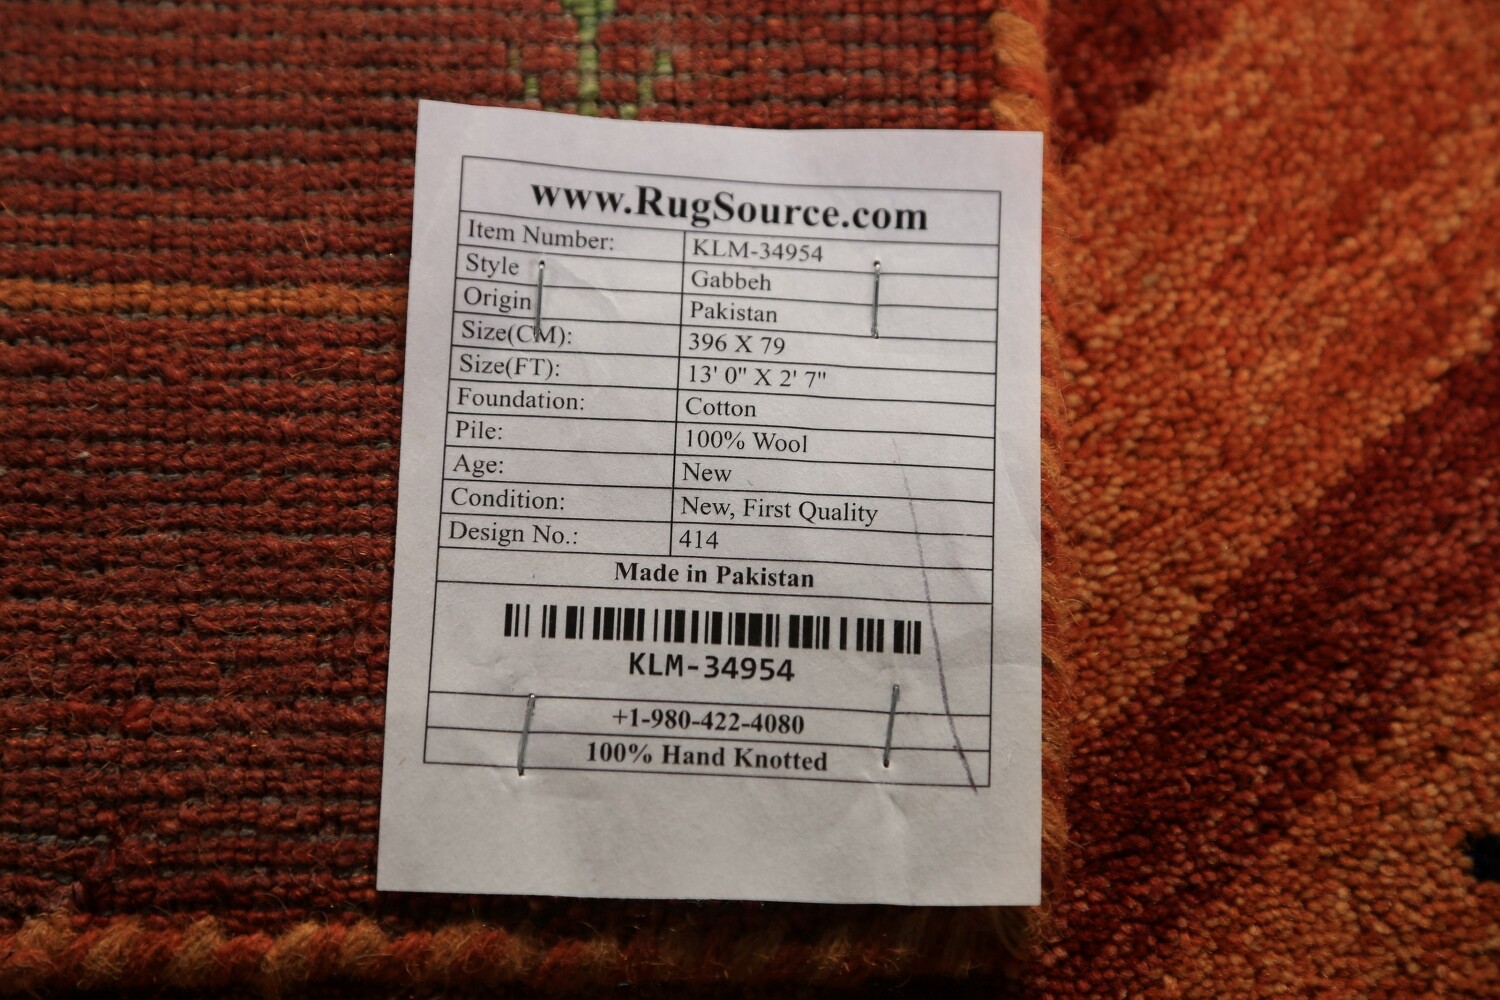 www.RugSource.com
Item Number: KLM-34954
Style Gabbeh
Origin Pakistan
Size(CM): 396 X 79
Size(FT): 13' 0" X 2' 7"
Foundation: Cotton
Pile: 100% Wool
Age: New
Condition: New, First Quality
Design No.: 414
Made in Pakistan
KLM-34954
+1-980-422-4080
100% Hand Knotted